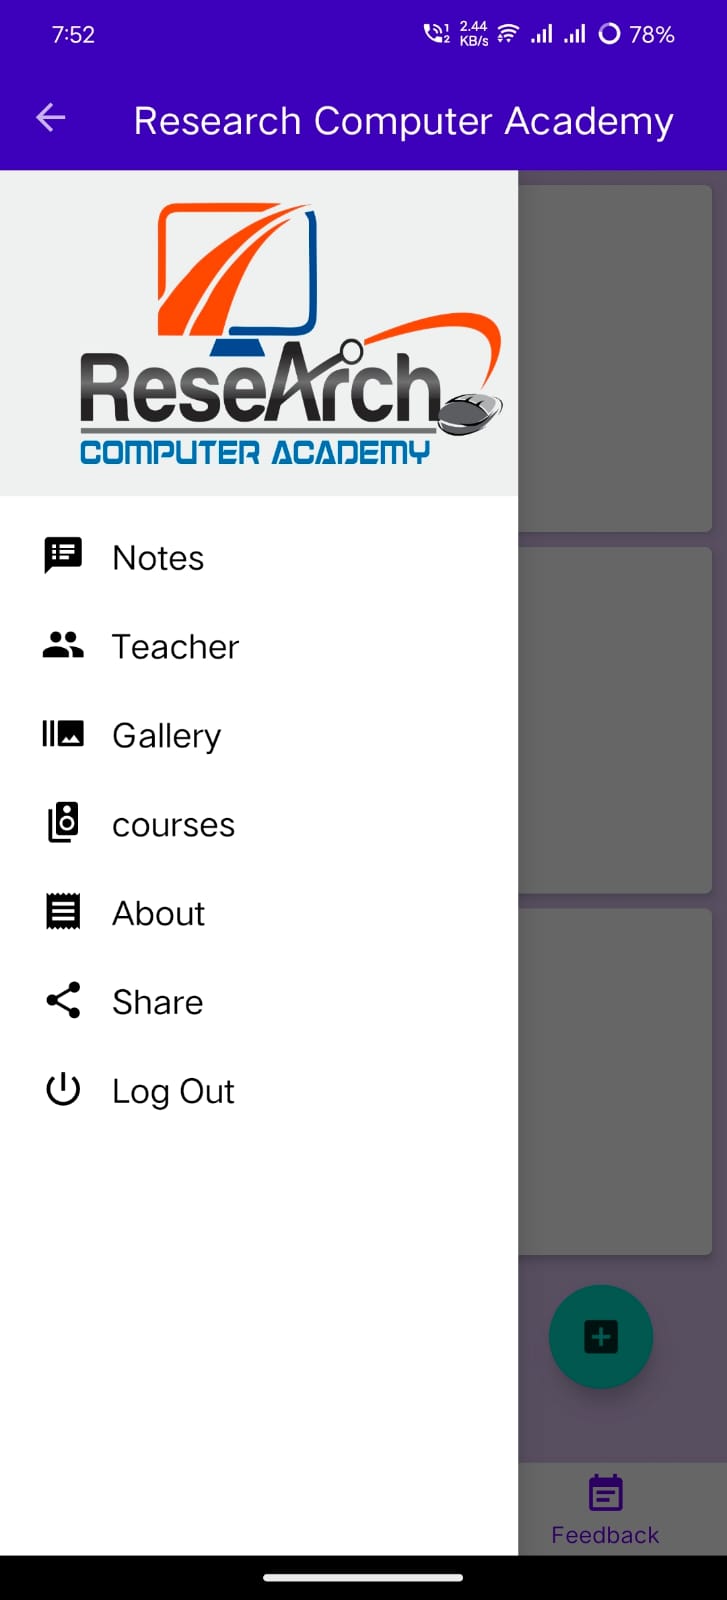 7:52
2.44
KB/s
78%
Research Computer Academy
ReseArch
COMPUTER ACADEMY
Notes
Teacher
Gallery
courses
About
Share
Log Out
Feedback